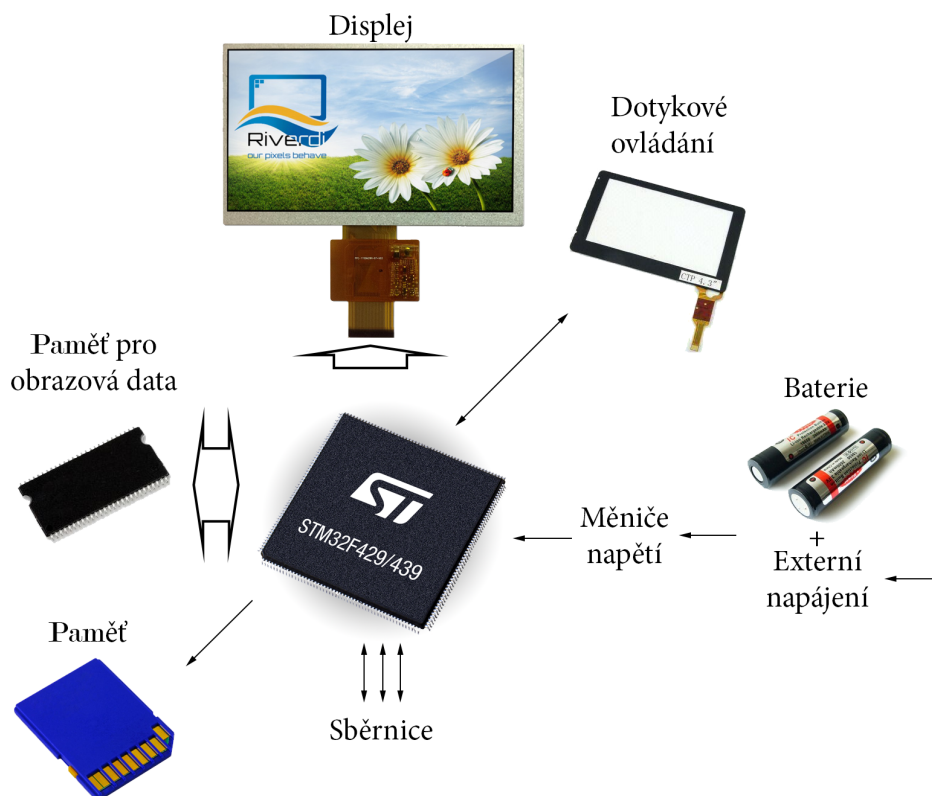 Displej
Riverdi
our pixels behave
Dotykové
ovládání
CTP 4.3"
Paměť pro
obrazová data
Baterie
ST
STM32F429/439
Měniče
napětí
+
Externí
napájení
Paměť
Sběrnice